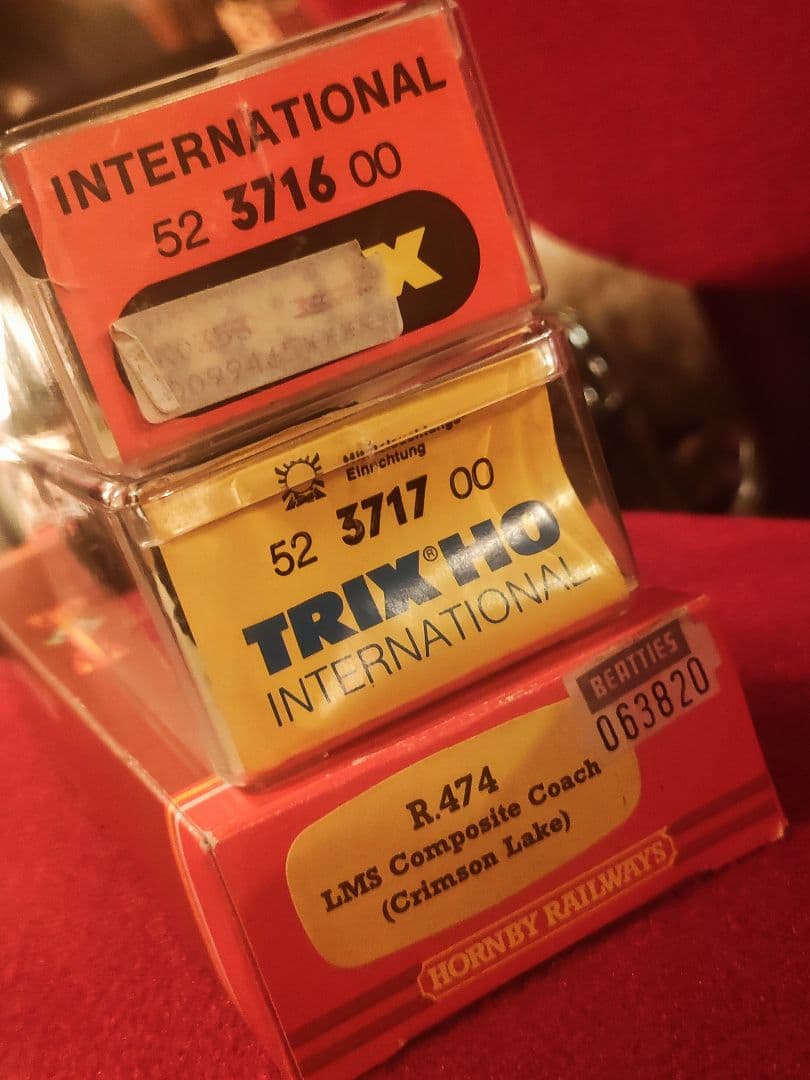 INTERNATIONAL
52 3716 00
X
Einrichtung
52 3717 00
TRIX® HO
INTERNATIONAL
BEATTIES
063820
R.474
LMS Composite Coach
(Crimson Lake)
HORNBY RAILWAYS